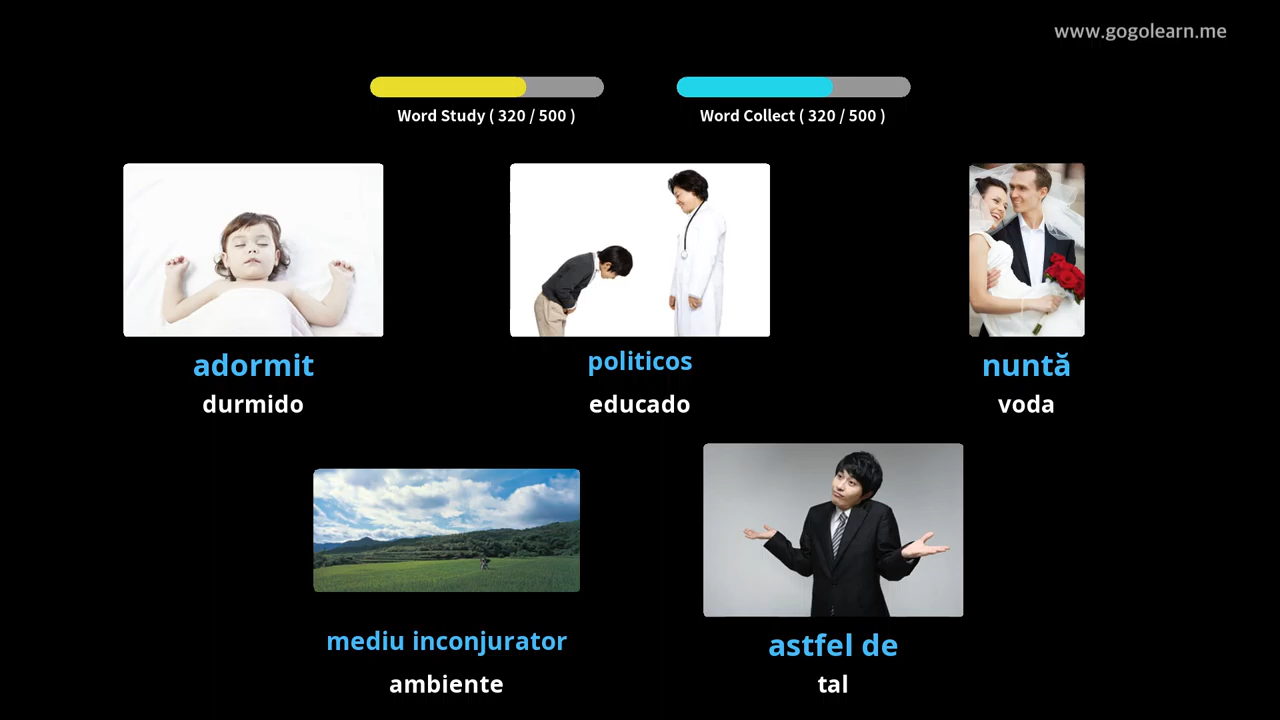 www.gogolearn.me
Word Study ( 320 / 500 )
Word Collect ( 320 / 500 )
adormit
durmido
politicos
educado
nuntă
voda
mediu inconjurator
ambiente
astfel de
tal